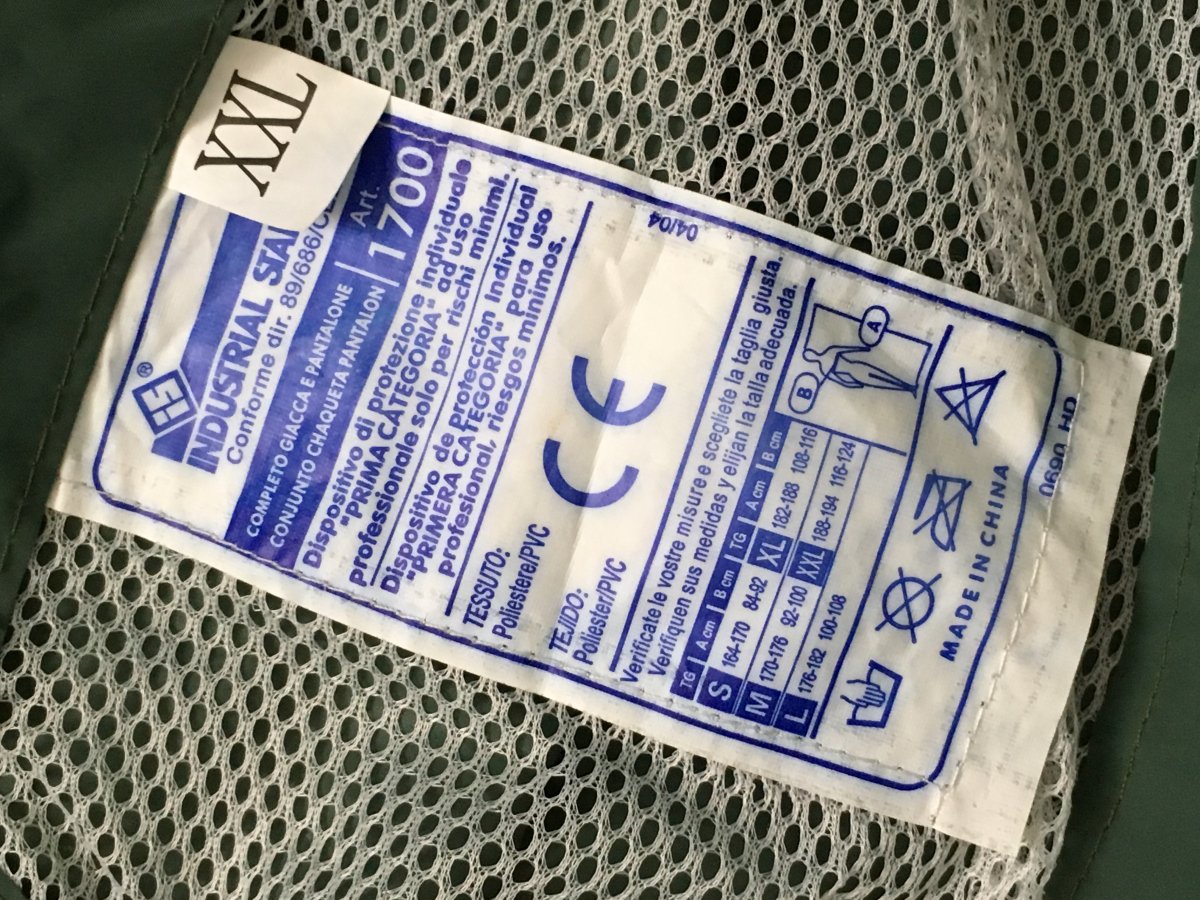 XXL
®
INDUSTRIAL
Conforme dir. 89/686/
COMPLETO GIACCA E PANTALONE
CONJUNTO CHAQUETA PANTALON
Art.
1700
Dispositivo di protezione individuale
"PRIMA CATEGORIA" ad uso
professionale solo per rischi minimi.
Dispositivo de protección Individual
"PRIMERA CATEGORIA" para uso
profesional, riesgos minimos.
TESSUTO:
Poliestere/PVC
TEJIDO:
Poliester/PVC
CE
04/04
Verificate le vostre misure e scegliete la taglia giusta.
Verifiquen sus medidas y elijan la talla adecuada.
TG A cm B cm TG A cm B cm
S 164-170 84-92 XL 182-188 108-116
M 170-176 92-100 XXL 188-194 116-124
L 176-182 100-108
B A
MADE IN CHINA
0690 HD